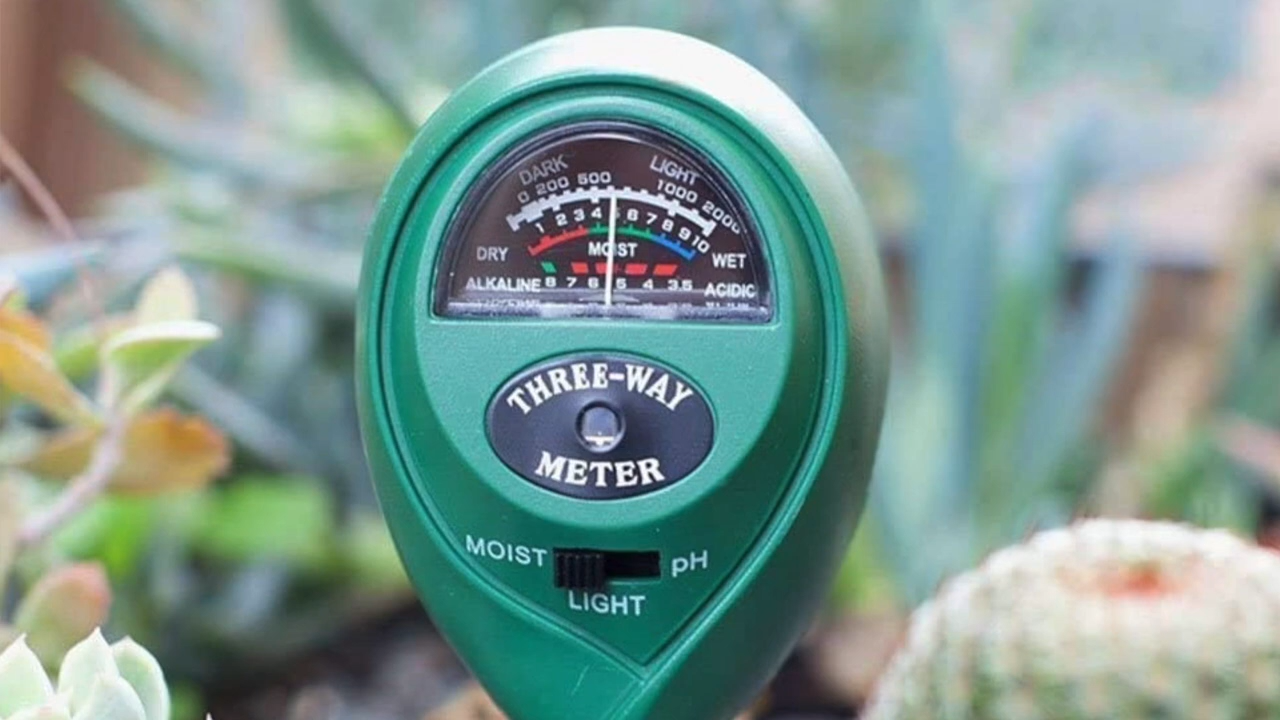 DARK LIGHT
0 200 500 1000 2000
1 2 3 4 6 7 8 9 10
DRY MOIST WET
ALKALINE 8 7 6 5 4 3.5 ACIDIC
THREE-WAY
METER
MOIST pH
LIGHT